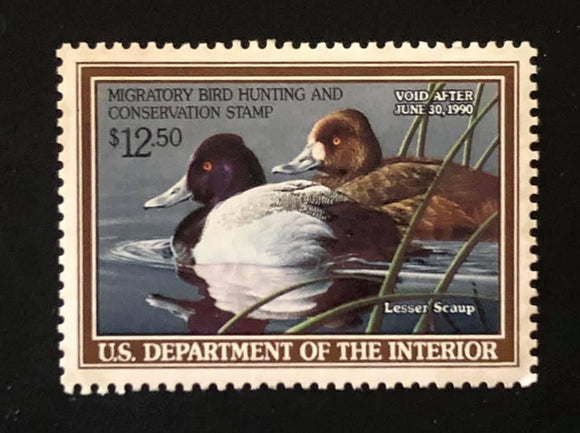 MIGRATORY BIRD HUNTING AND
CONSERVATION STAMP
$12.50
VOID AFTER
JUNE 30, 1990
Lesser Scaup
U.S. DEPARTMENT OF THE INTERIOR